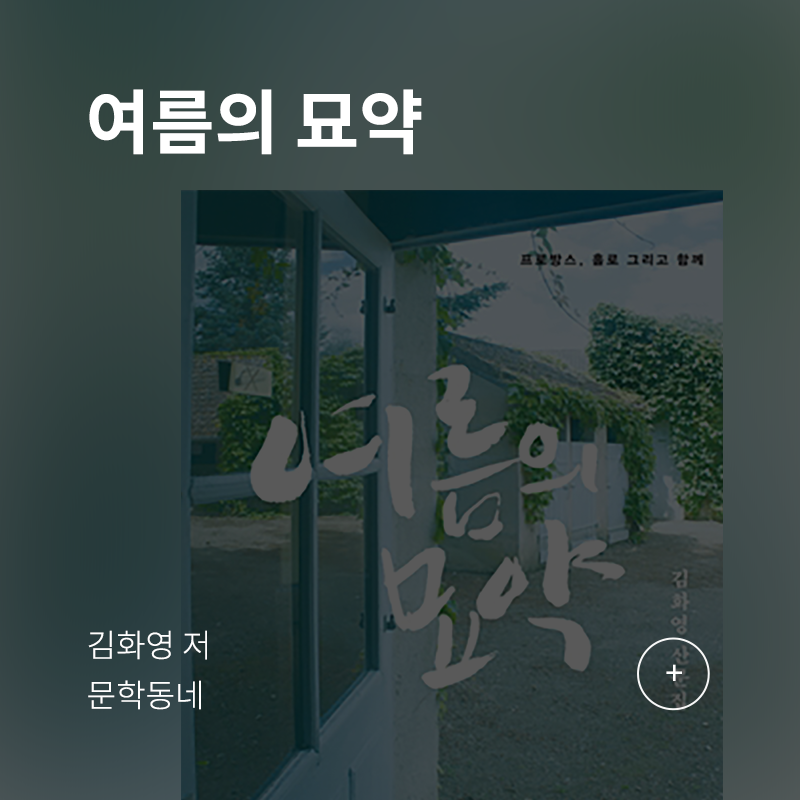 여름의 묘약
프로방스, 홀로 그리고 함께
여름의
묘약
김화영 산문집
김화영 저
문학동네
+